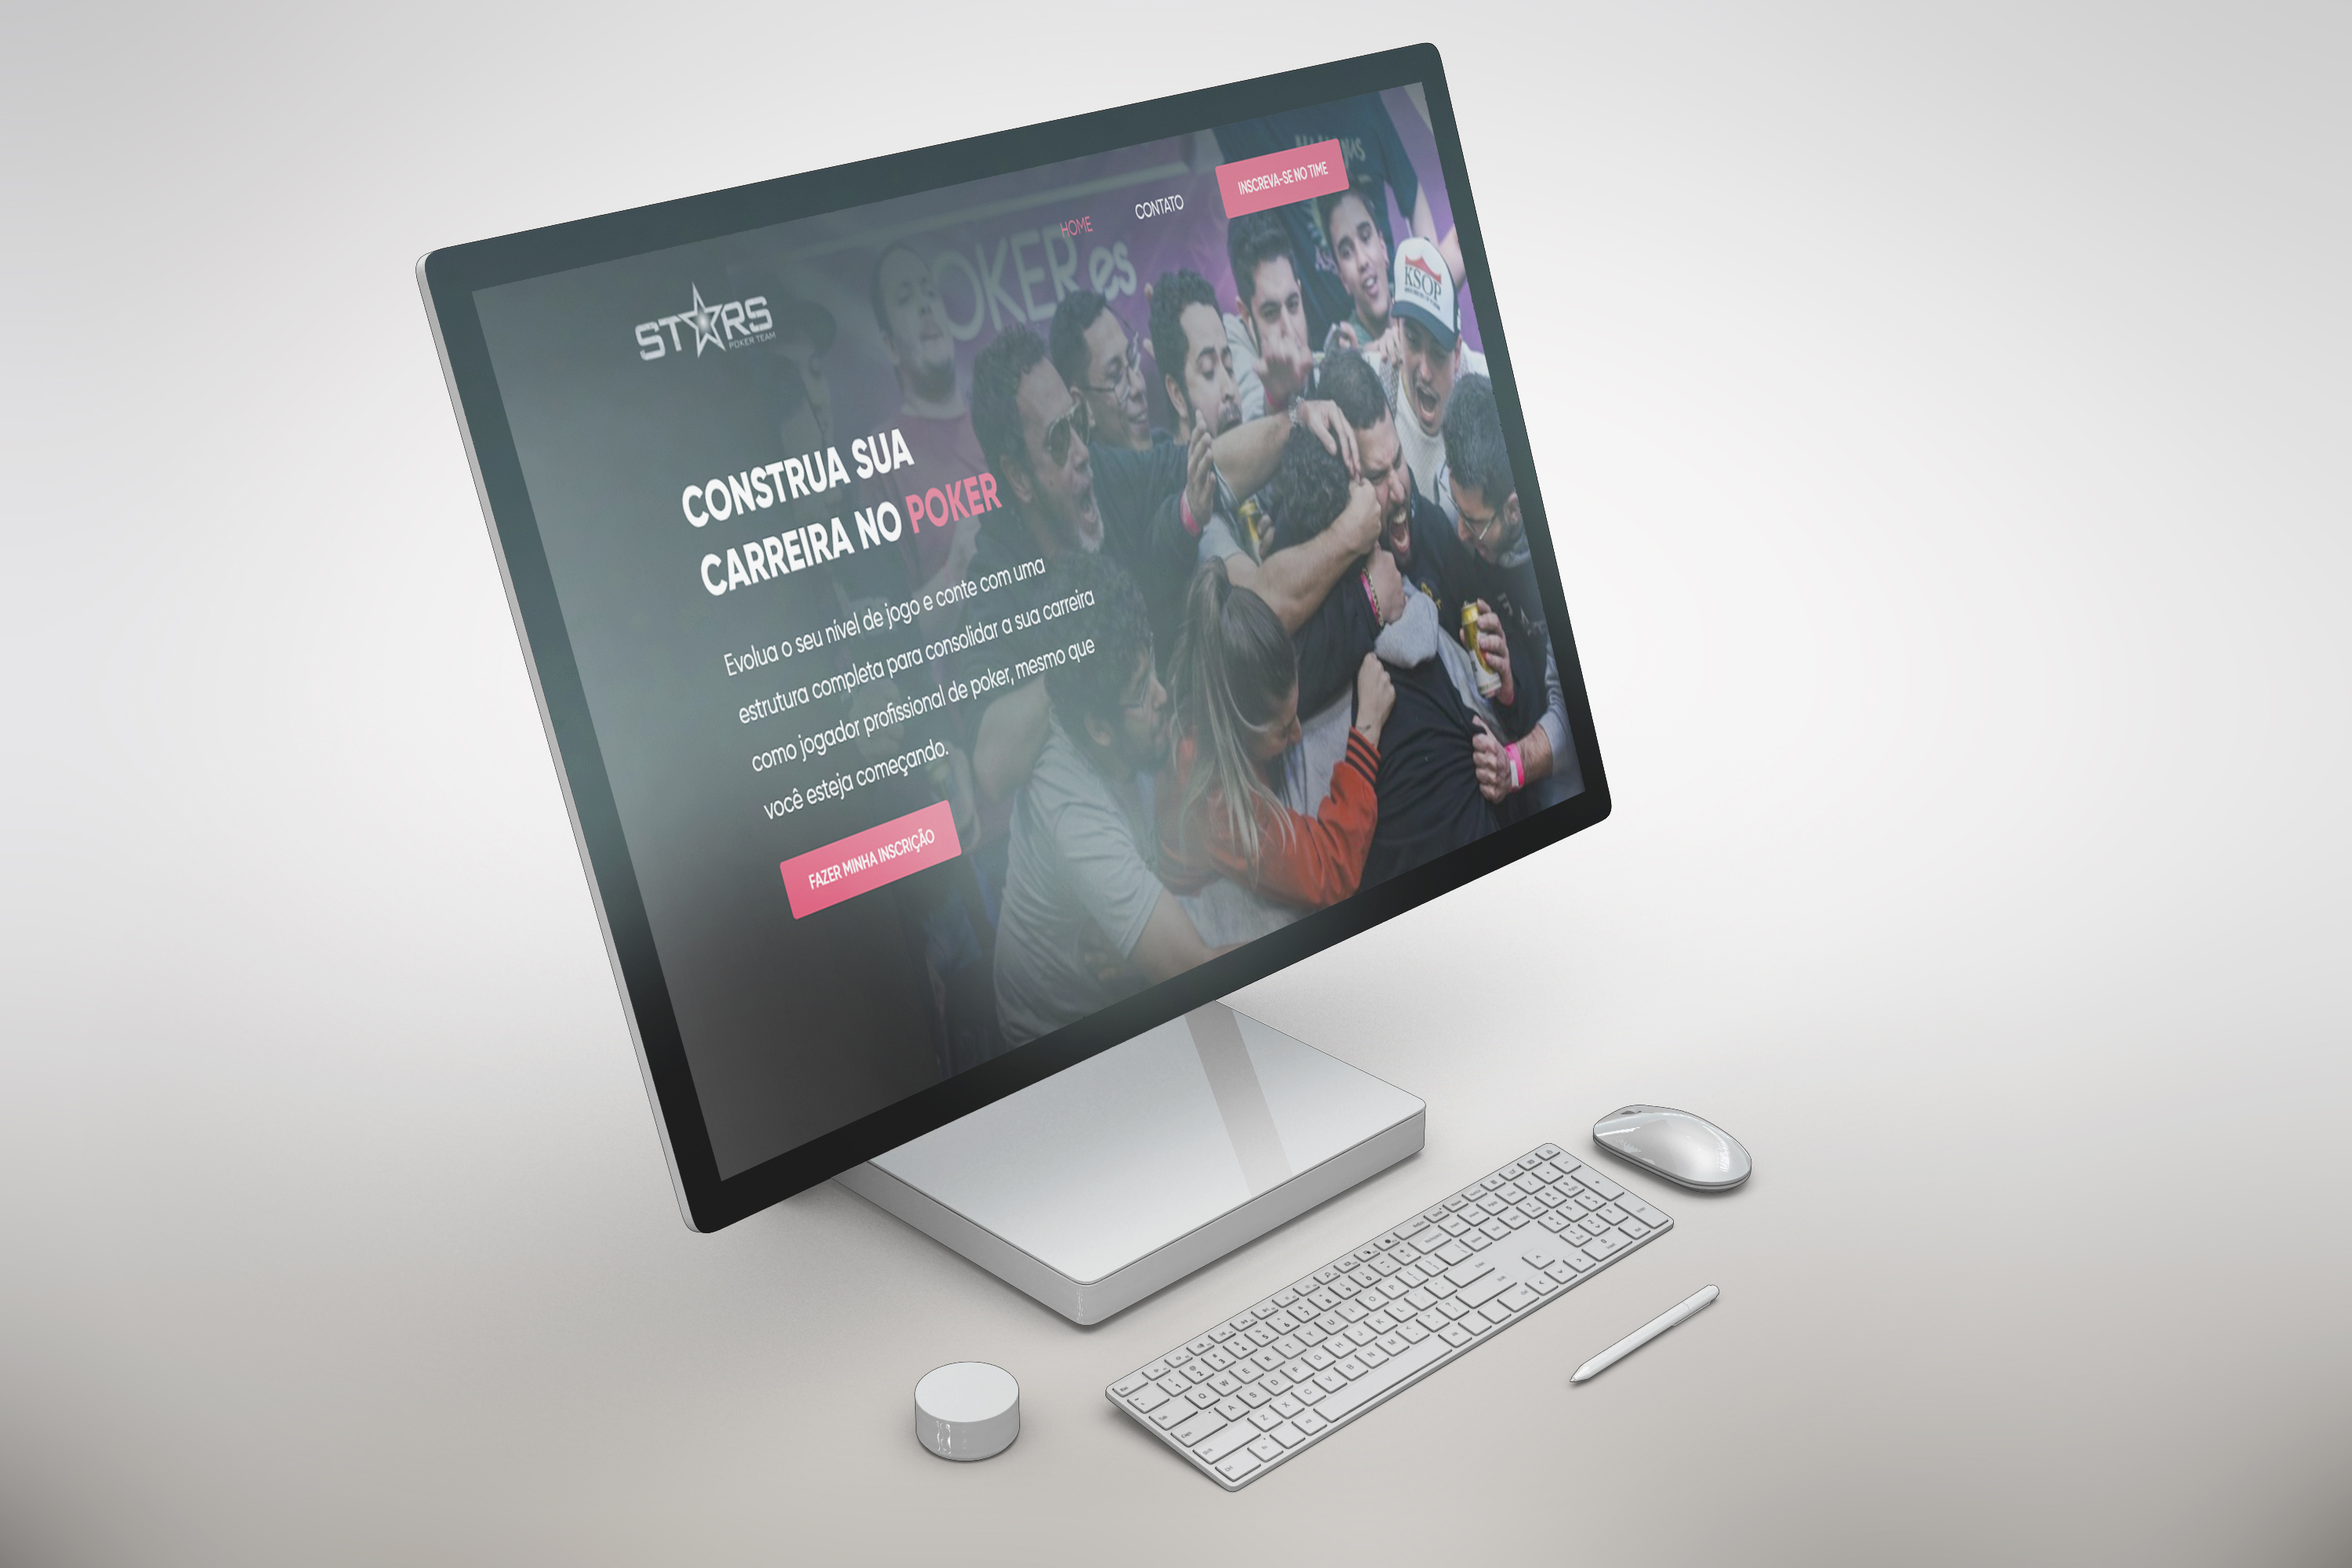 HOME
CONTATO
INSCREVA-SE NO TIME
STARS
POKER TEAM
POKER.es
KSOP
CONSTRUA SUA
CARREIRA NO POKER
Evolua o seu nível de jogo e conte com uma
estrutura completa para consolidar a sua carreira
como jogador profissional de poker, mesmo que
você esteja começando.
FAZER MINHA INSCRIÇÃO